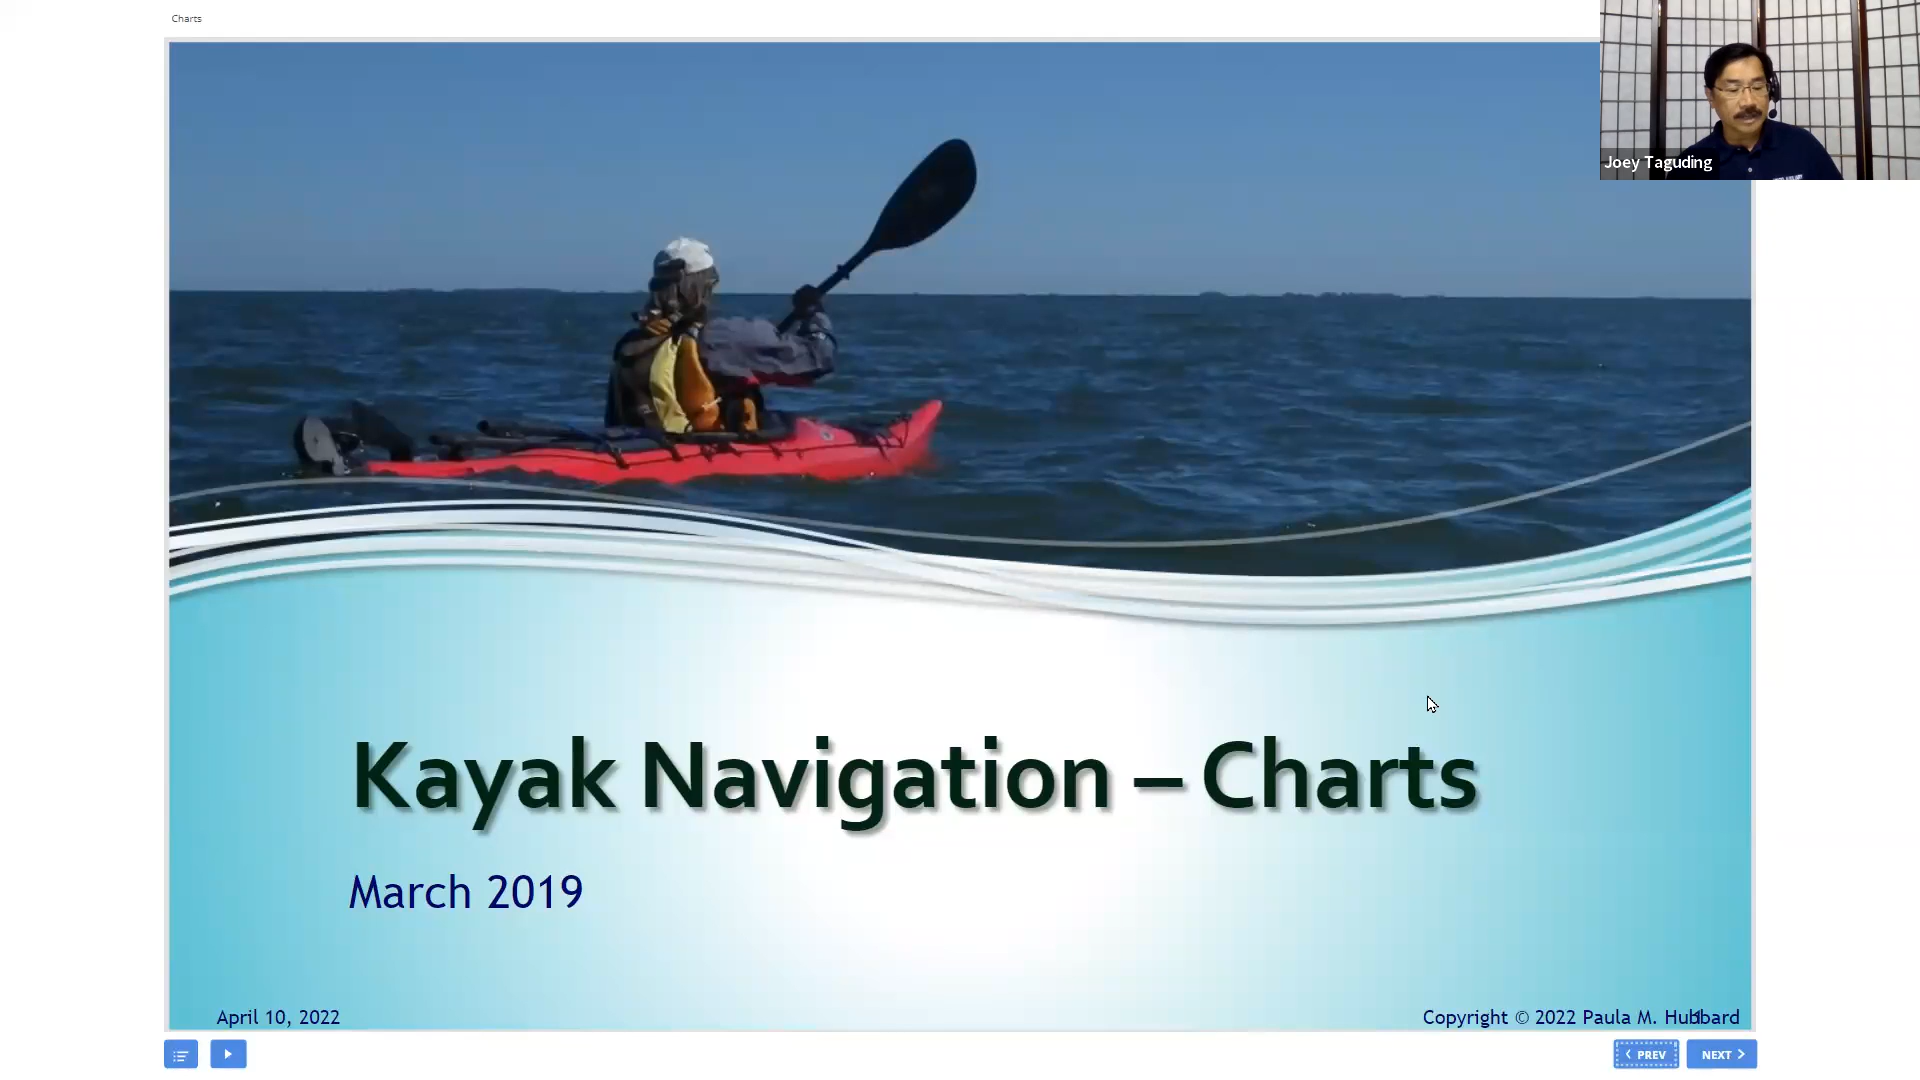 Charts
Joey Taguding
Kayak Navigation – Charts
March 2019
April 10, 2022
Copyright © 2022 Paula M. Hubbard
PREV
NEXT